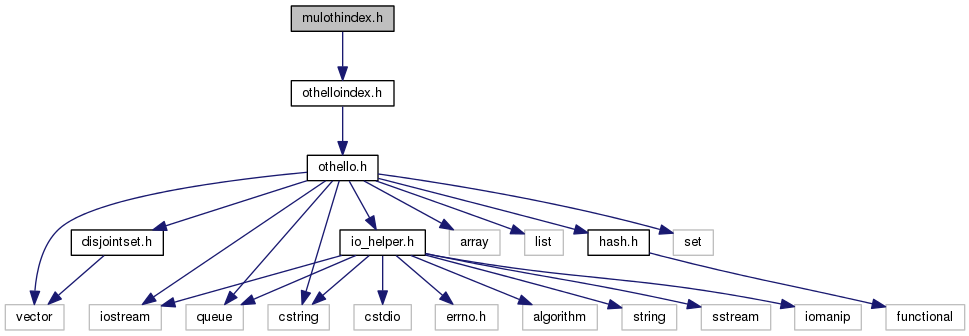 mulothindex.h
othelloindex.h
othello.h
disjointset.h
io_helper.h
array
list
hash.h
set
vector
iostream
queue
cstring
cstdio
errno.h
algorithm
string
sstream
iomanip
functional